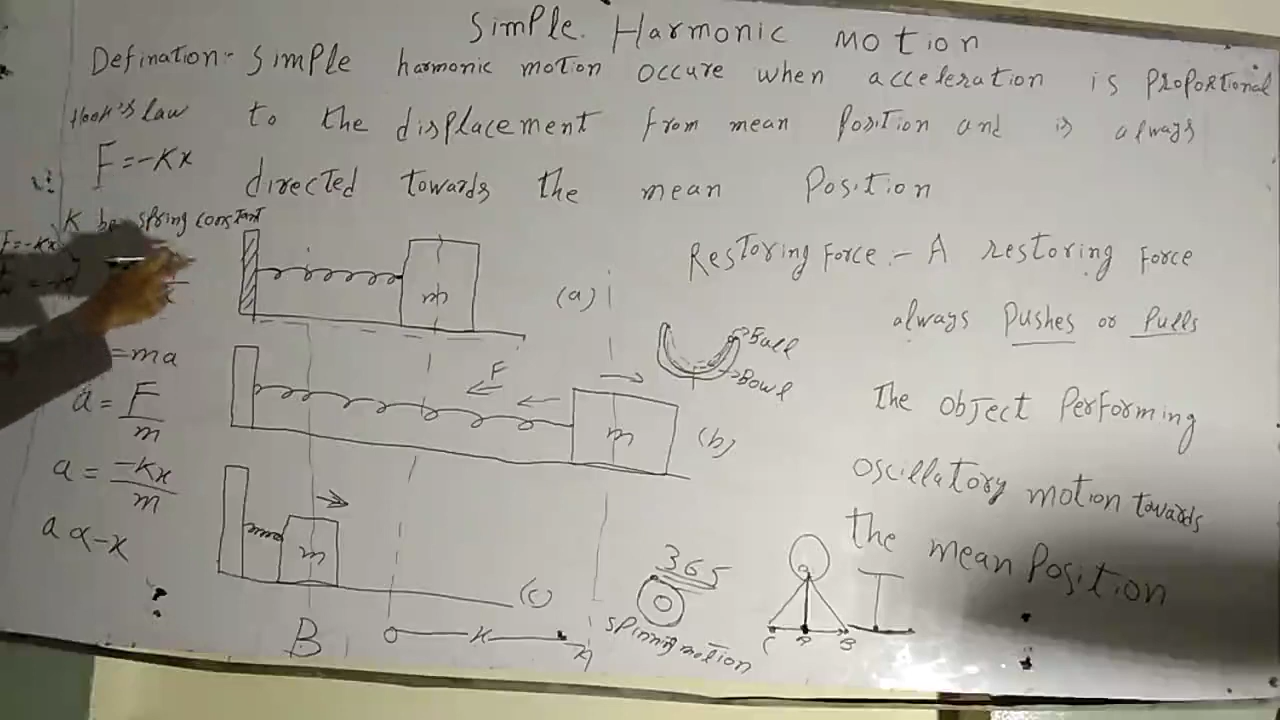 Simple. Harmonic motion
Defination:- Simple harmonic motion occure when acceleration is proportional
to the displacement from mean position and is always
directed towards the mean position
Hook's law
F = -Kx
K be spring constant
F = -Kx
= ma
a = F/m
a = -Kx/m
a ∝ -x
m
(a)
F
m
(b)
m
(c)
B
O x A
Ball
Bowl
Restoring Force :- A restoring force
always pushes or pulls
The object performing
oscillatory motion towards
the mean position
365
spinning motion
C A B